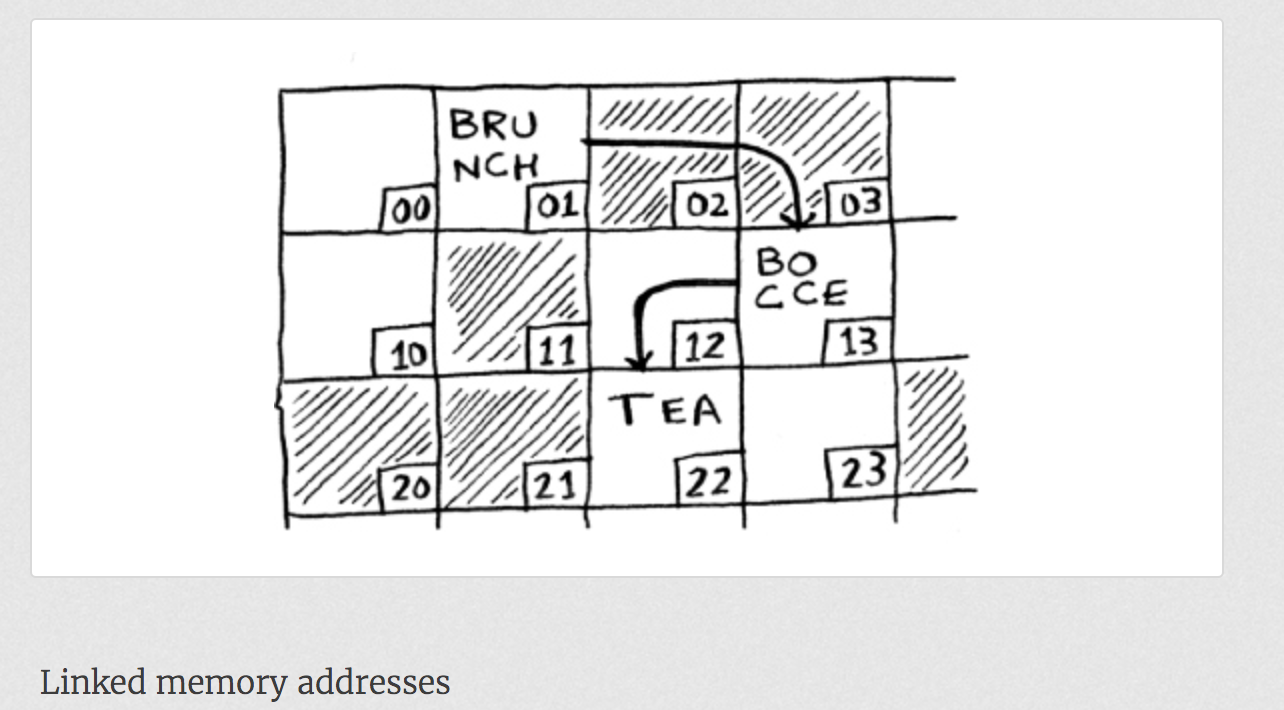 BRU
NCH
00
01
02
03
BO
CCE
10
11
12
13
TEA
20
21
22
23
Linked memory addresses